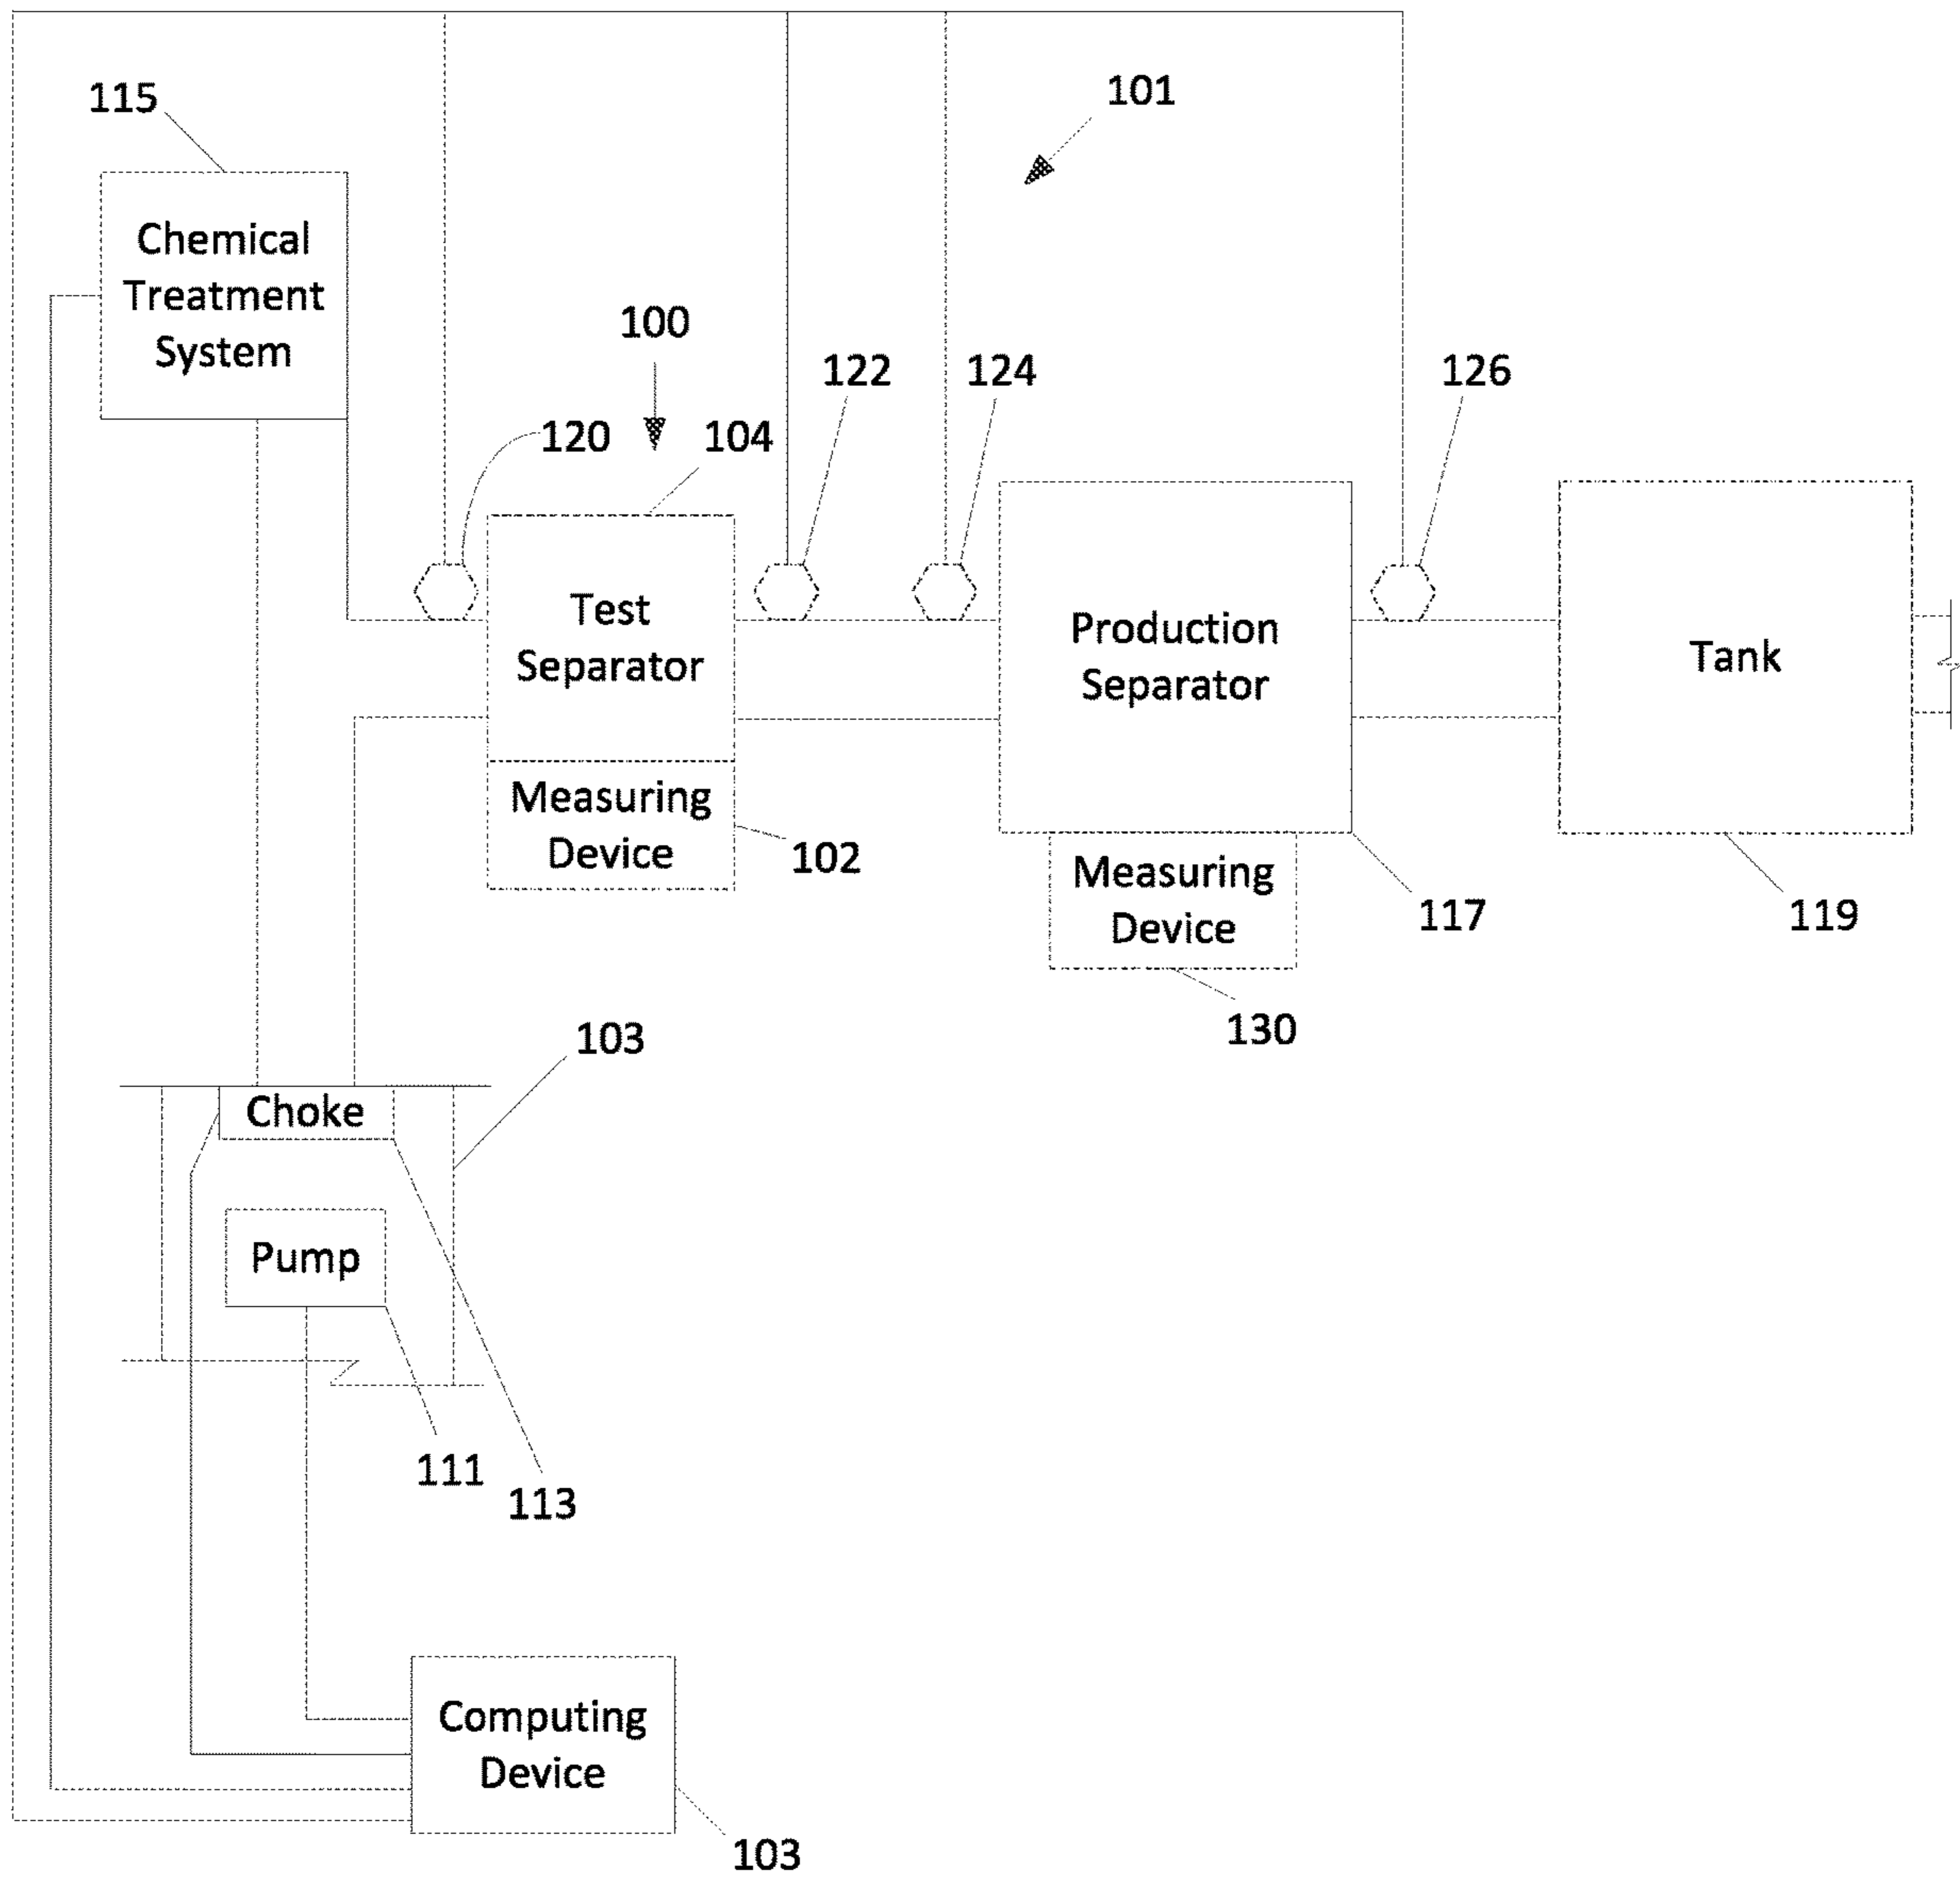 101
115
Chemical
Treatment
System
100
122
124
126
120
104
Test
Separator
Production
Separator
Tank
Measuring
Device
102
Measuring
Device
117
119
130
103
Choke
Pump
111
113
Computing
Device
103